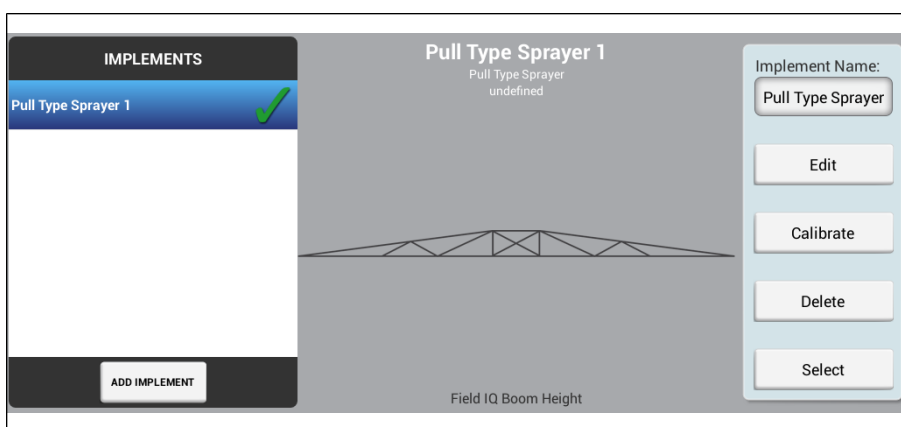 IMPLEMENTS
Pull Type Sprayer 1
ADD IMPLEMENT
Pull Type Sprayer 1
Pull Type Sprayer
undefined
Field IQ Boom Height
Implement Name:
Pull Type Sprayer
Edit
Calibrate
Delete
Select